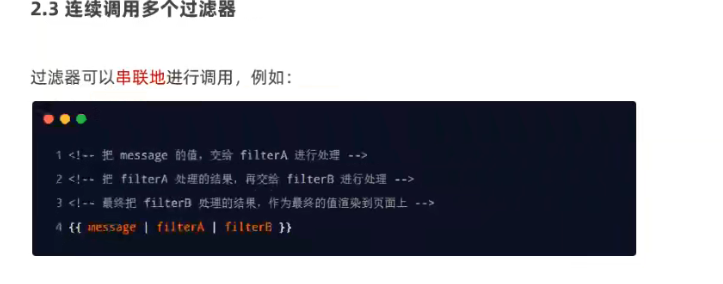 2.3 连续调用多个过滤器
过滤器可以串联地进行调用，例如：
1 <!-- 把 message 的值，交给 filterA 进行处理 -->
2 <!-- 把 filterA 处理的结果，再交给 filterB 进行处理 -->
3 <!-- 最终把 filterB 处理的结果，作为最终的值渲染到页面上 -->
4 {{ message | filterA | filterB }}